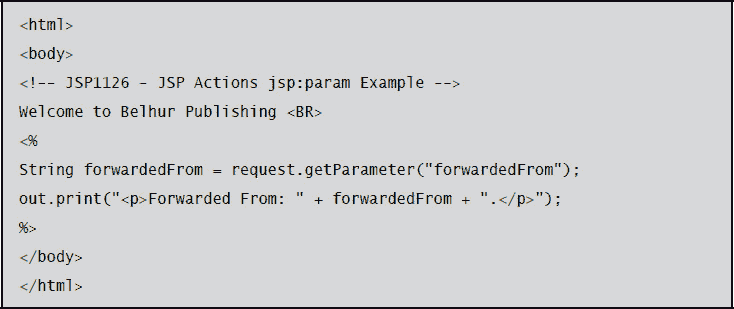 <html>
<body>
<!-- JSP1126 - JSP Actions jsp:param Example -->
Welcome to Belhur Publishing <BR>
<%
String forwardedFrom = request.getParameter("forwardedFrom");
out.print("<p>Forwarded From: " + forwardedFrom + ".</p>");
%>
</body>
</html>